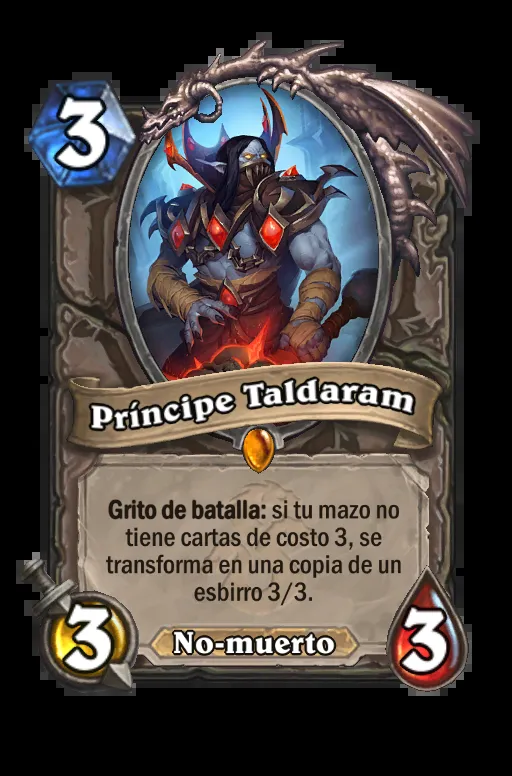 3
Príncipe Taldaram
Grito de batalla: si tu mazo no
tiene cartas de costo 3, se
transforma en una copia de un
esbirro 3/3.
3
No-muerto
3